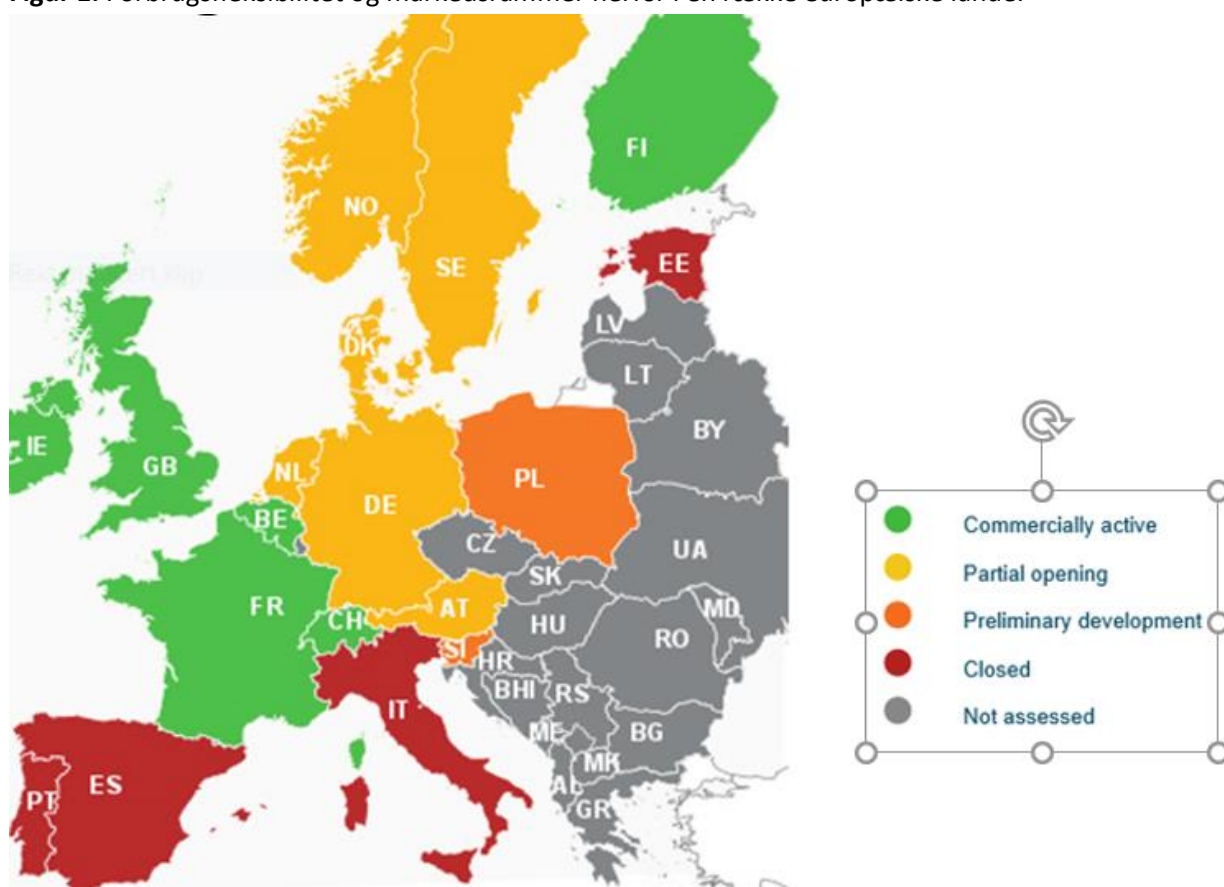 FI
NO
SE
EE
LV
DK
LT
BY
IE
GB
NL
PL
DE
BE
CZ
UA
SK
FR
AT
MD
CH
HU
RO
SI
HR
BHI
RS
IT
ME
BG
MK
ES
AL
PT
GR
Commercially active
Partial opening
Preliminary development
Closed
Not assessed